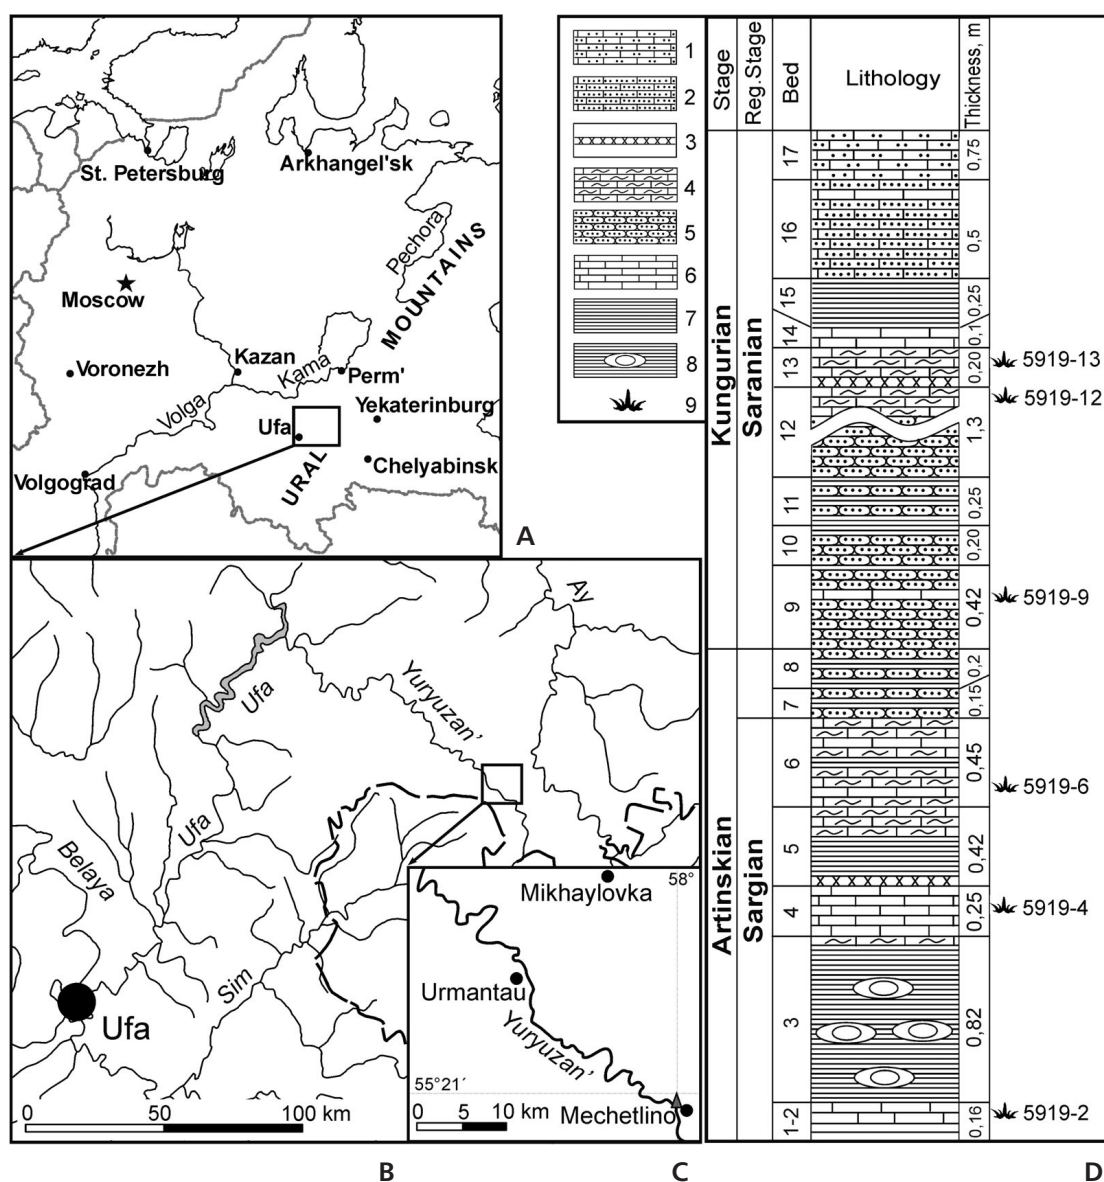 St. Petersburg
Arkhangel'sk
Pechora
MOUNTAINS
Moscow
Voronezh
Kazan
Kama
Perm'
Volga
Yekaterinburg
Ufa
URAL
Chelyabinsk
Volgograd
A
1
2
3
4
5
6
7
8
9
Ay
Yuryuzan'
Ufa
Ufa
Belaya
Sim
Ufa
0 50 100 km
B
Mikhaylovka
58°
Urmantau
Yuryuzan'
55°21´
Mechetlino
0 5 10 km
C
Stage
Reg.Stage
Bed
Lithology
Thickness, m
Kungurian
Saranian
Artinskian
Sargian
17 0,75
16 0,5
15 0,25
14 0,1
13 0,20 5919-13
12 1,3 5919-12
11 0,25
10 0,20
9 0,42 5919-9
8 0,2
7 0,15
6 0,45 5919-6
5 0,42
4 0,25 5919-4
3 0,82
1-2 0,16 5919-2
D